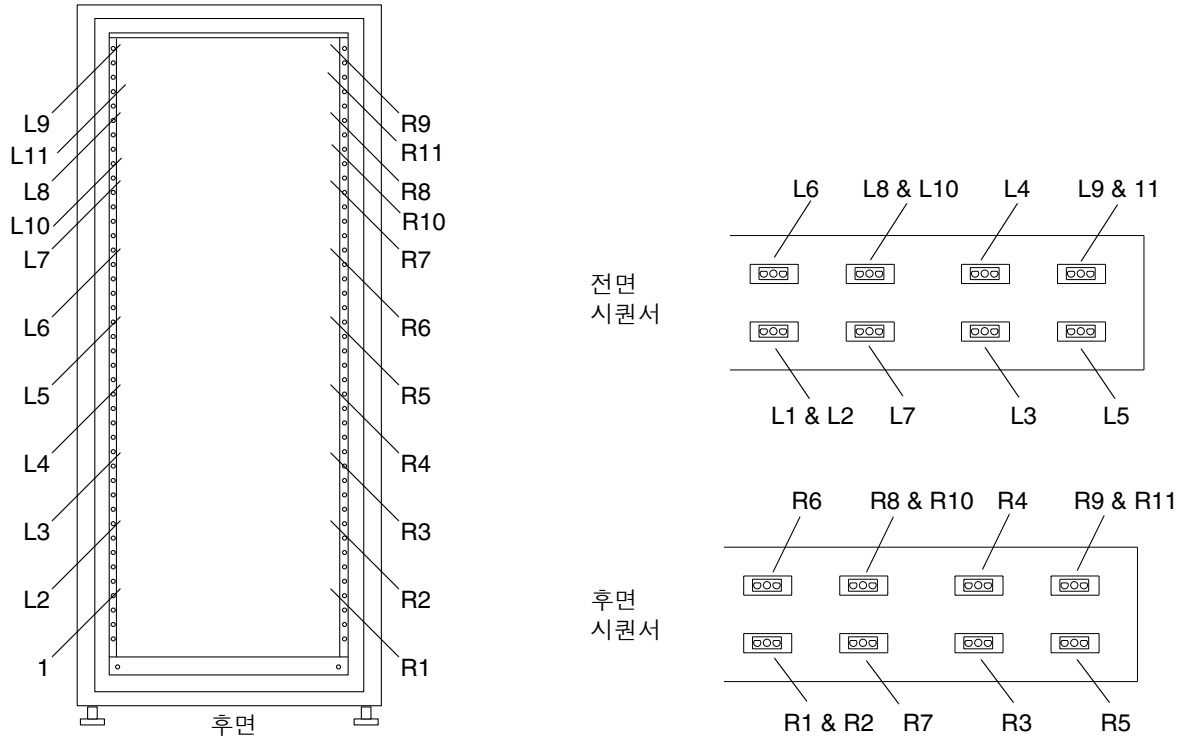 L9
L11
L8
L10
L7
L6
L5
L4
L3
L2
1
R9
R11
R8
R10
R7
R6
R5
R4
R3
R2
R1
후면
전면
시퀀서
L6 L8 & L10 L4 L9 & 11
L1 & L2 L7 L3 L5
후면
시퀀서
R6 R8 & R10 R4 R9 & R11
R1 & R2 R7 R3 R5